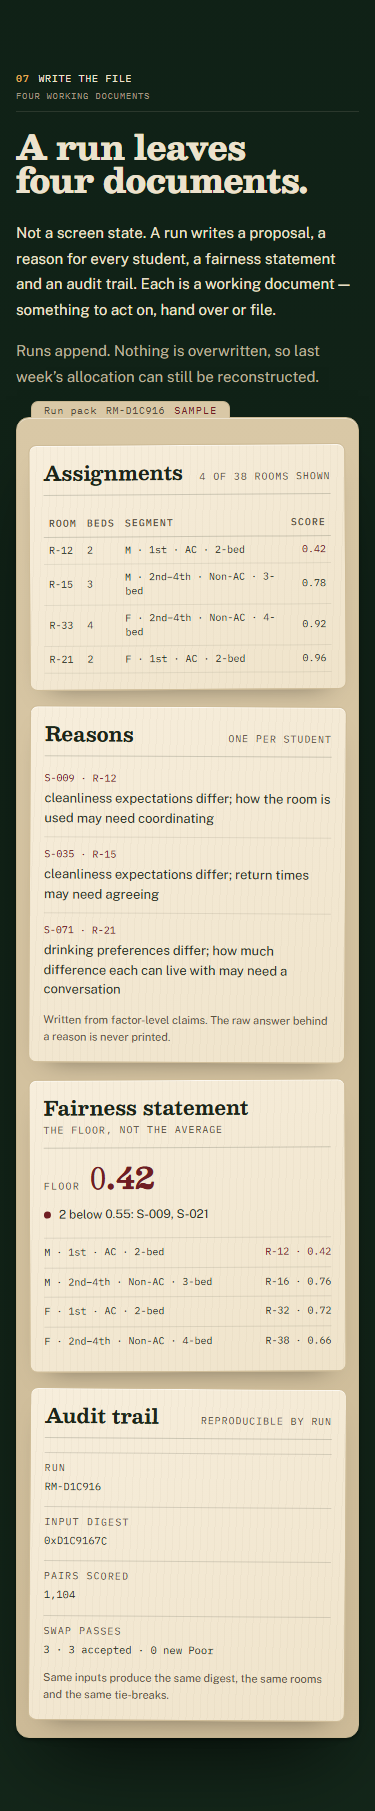 07 WRITE THE FILE
FOUR WORKING DOCUMENTS
A run leaves
four documents.
Not a screen state. A run writes a proposal, a
reason for every student, a fairness statement
and an audit trail. Each is a working document —
something to act on, hand over or file.
Runs append. Nothing is overwritten, so last
week’s allocation can still be reconstructed.
Run pack RM-D1C916 SAMPLE
Assignments 4 OF 38 ROOMS SHOWN
ROOM BEDS SEGMENT SCORE
R-12 2 M · 1st · AC · 2-bed 0.42
R-15 3 M · 2nd–4th · Non-AC · 3-
bed 0.78
R-33 4 F · 2nd–4th · Non-AC · 4-
bed 0.92
R-21 2 F · 1st · AC · 2-bed 0.96
Reasons ONE PER STUDENT
S-009 · R-12
cleanliness expectations differ; how the room is
used may need coordinating
S-035 · R-15
cleanliness expectations differ; return times
may need agreeing
S-071 · R-21
drinking preferences differ; how much
difference each can live with may need a
conversation
Written from factor-level claims. The raw answer behind
a reason is never printed.
Fairness statement
THE FLOOR, NOT THE AVERAGE
FLOOR 0.42
2 below 0.55: S-009, S-021
M · 1st · AC · 2-bed R-12 · 0.42
M · 2nd–4th · Non-AC · 3-bed R-16 · 0.76
F · 1st · AC · 2-bed R-32 · 0.72
F · 2nd–4th · Non-AC · 4-bed R-38 · 0.66
Audit trail REPRODUCIBLE BY RUN
RUN
RM-D1C916
INPUT DIGEST
0xD1C9167C
PAIRS SCORED
1,104
SWAP PASSES
3 · 3 accepted · 0 new Poor
Same inputs produce the same digest, the same rooms
and the same tie-breaks.